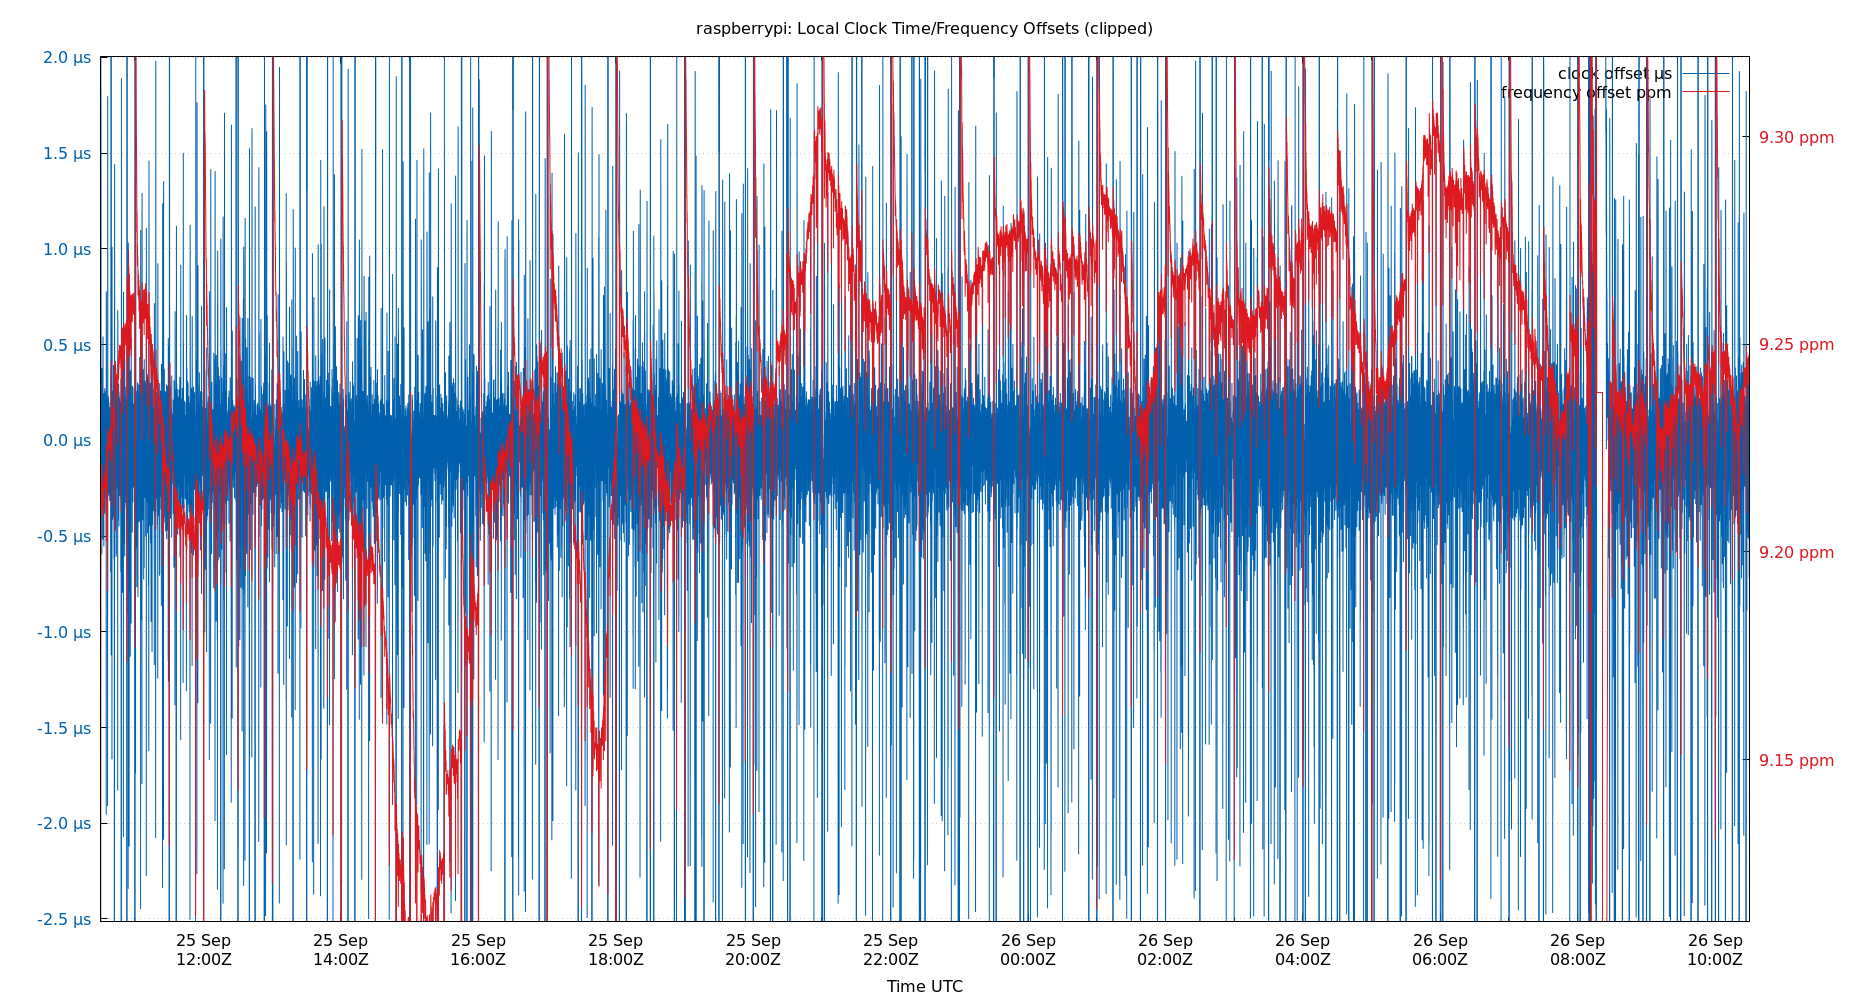 raspberrypi: Local Clock Time/Frequency Offsets (clipped)
clock offset µs
frequency offset ppm
2.0 µs
1.5 µs
1.0 µs
0.5 µs
0.0 µs
-0.5 µs
-1.0 µs
-1.5 µs
-2.0 µs
-2.5 µs
9.30 ppm
9.25 ppm
9.20 ppm
9.15 ppm
25 Sep
12:00Z
25 Sep
14:00Z
25 Sep
16:00Z
25 Sep
18:00Z
25 Sep
20:00Z
25 Sep
22:00Z
26 Sep
00:00Z
26 Sep
02:00Z
26 Sep
04:00Z
26 Sep
06:00Z
26 Sep
08:00Z
26 Sep
10:00Z
Time UTC